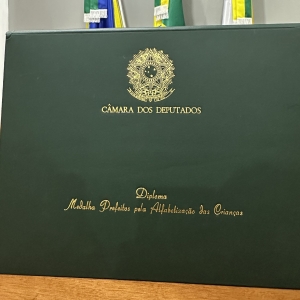 CÂMARA DOS DEPUTADOS
Diploma
Medalha Prefeitos pela Alfabetização das Crianças